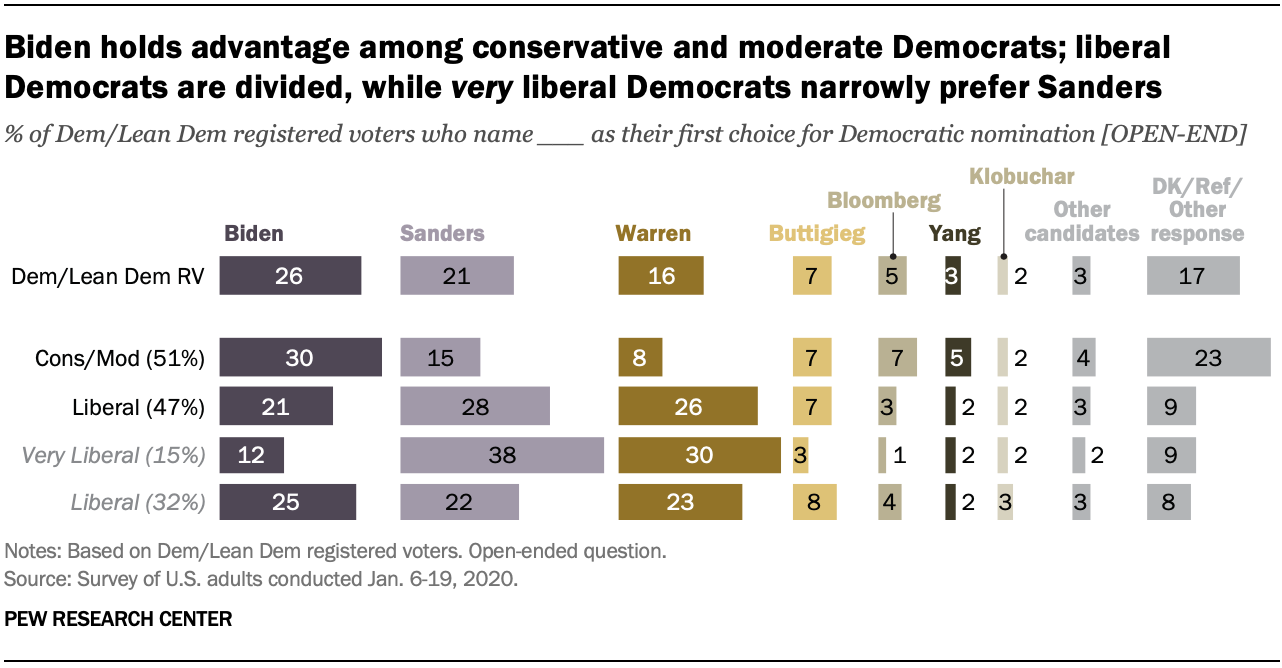 Biden holds advantage among conservative and moderate Democrats; liberal
Democrats are divided, while very liberal Democrats narrowly prefer Sanders
% of Dem/Lean Dem registered voters who name ____ as their first choice for Democratic nomination [OPEN-END]
Biden Sanders Warren Buttigieg Bloomberg Yang Klobuchar Other candidates DK/Ref/Other response
Dem/Lean Dem RV 26 21 16 7 5 3 2 3 17
Cons/Mod (51%) 30 15 8 7 7 5 2 4 23
Liberal (47%) 21 28 26 7 3 2 2 3 9
Very Liberal (15%) 12 38 30 3 1 2 2 2 9
Liberal (32%) 25 22 23 8 4 2 3 3 8
Notes: Based on Dem/Lean Dem registered voters. Open-ended question.
Source: Survey of U.S. adults conducted Jan. 6-19, 2020.
PEW RESEARCH CENTER